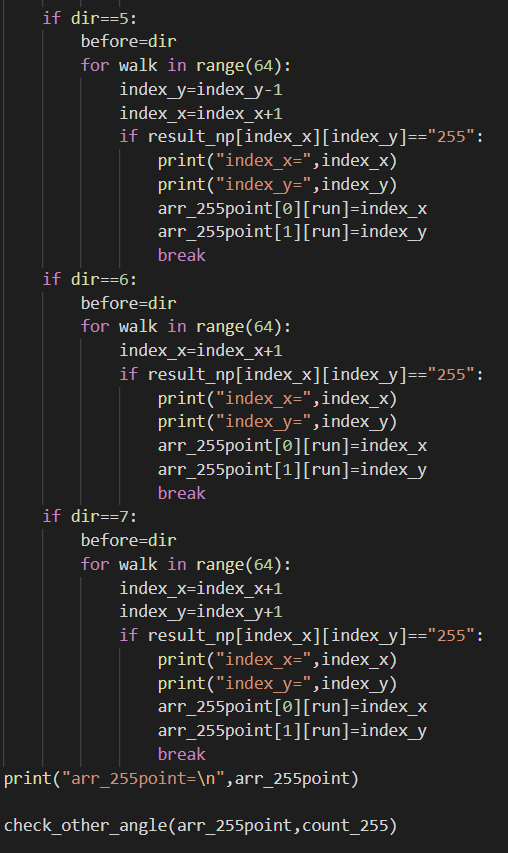 if dir==5:
        before=dir
        for walk in range(64):
            index_y=index_y-1
            index_x=index_x+1
            if result_np[index_x][index_y]=="255":
                print("index_x=",index_x)
                print("index_y=",index_y)
                arr_255point[0][run]=index_x
                arr_255point[1][run]=index_y
                break
    if dir==6:
        before=dir
        for walk in range(64):
            index_x=index_x+1
            if result_np[index_x][index_y]=="255":
                print("index_x=",index_x)
                print("index_y=",index_y)
                arr_255point[0][run]=index_x
                arr_255point[1][run]=index_y
                break
    if dir==7:
        before=dir
        for walk in range(64):
            index_x=index_x+1
            index_y=index_y+1
            if result_np[index_x][index_y]=="255":
                print("index_x=",index_x)
                print("index_y=",index_y)
                arr_255point[0][run]=index_x
                arr_255point[1][run]=index_y
                break
print("arr_255point=\n",arr_255point)

check_other_angle(arr_255point,count_255)